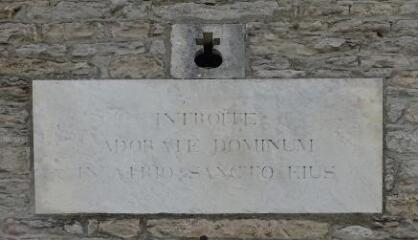 INTROITE
ADORATE DOMINUM
IN ATRIO SANCTO EIUS